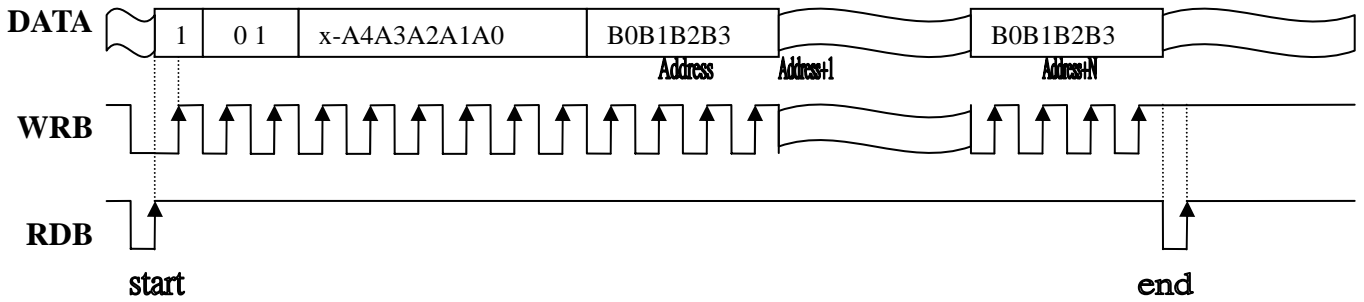 DATA 1 0 1 x-A4A3A2A1A0 B0B1B2B3 B0B1B2B3
Address Address+1 Address+N
WRB
RDB
start end